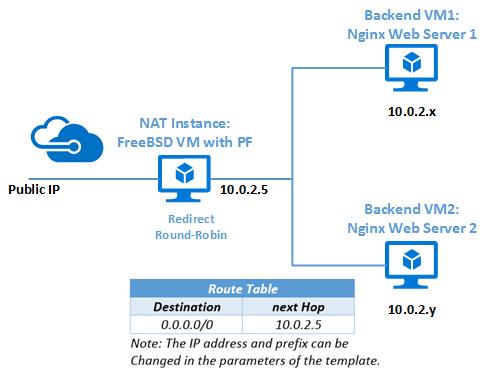 Backend VM1:
Nginx Web Server 1
10.0.2.x
NAT Instance:
FreeBSD VM with PF
Public IP
10.0.2.5
Redirect
Round-Robin
Backend VM2:
Nginx Web Server 2
10.0.2.y
Route Table
Destination next Hop
0.0.0.0/0 10.0.2.5
Note: The IP address and prefix can be
Changed in the parameters of the template.